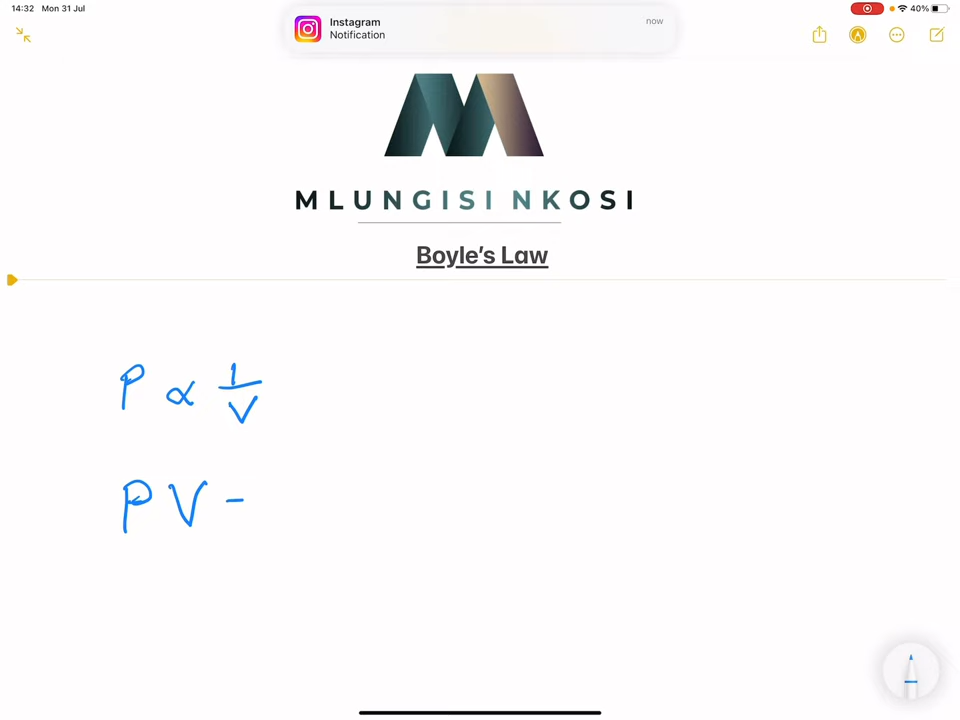 14:32 Mon 31 Jul
40%
Instagram
now
Notification
MLUNGISI NKOSI
Boyle's Law
P ∝ 1/V
PV -